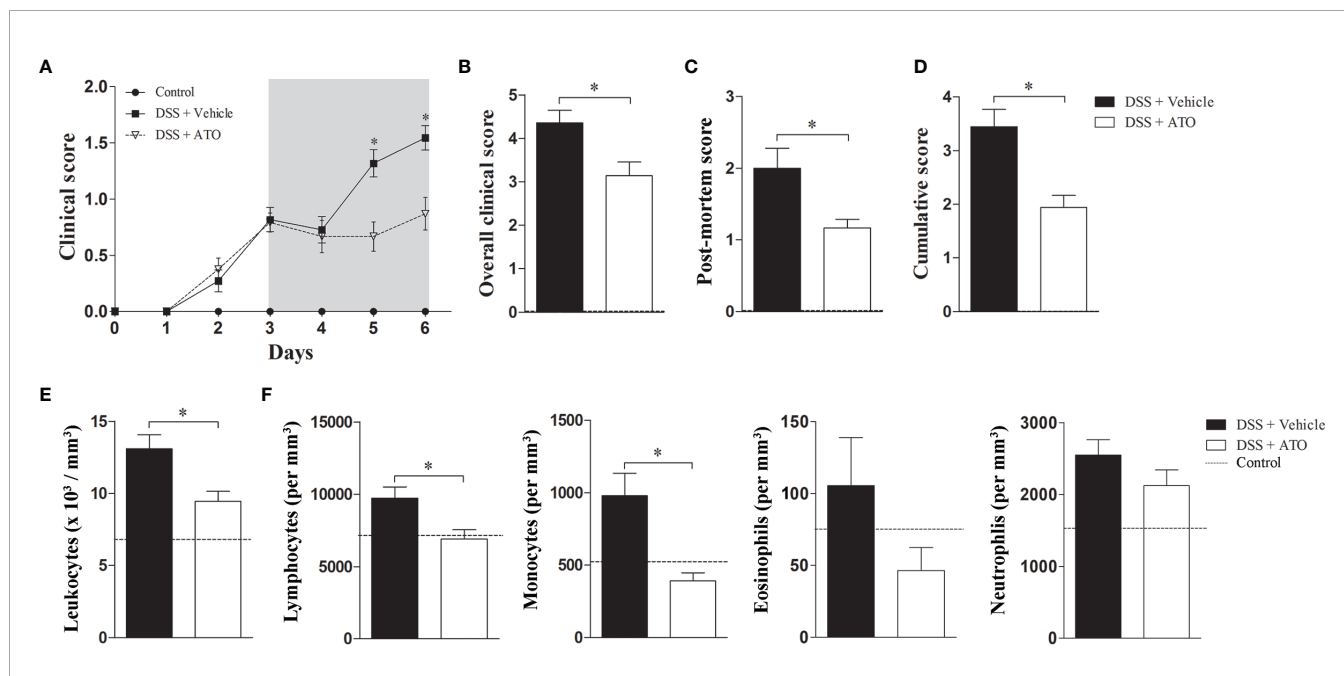 A
Clinical score
2.0
1.5
1.0
0.5
0.0
0 1 2 3 4 5 6
Days
Control
DSS + Vehicle
DSS + ATO
*
*
B
Overall clinical score
5
4
3
2
1
0
*
C
Post-mortem score
3
2
1
0
*
D
Cumulative score
4
3
2
1
0
*
DSS + Vehicle
DSS + ATO
E
Leukocytes (x 10³ / mm³)
15
10
5
0
*
F
Lymphocytes (per mm³)
15000
10000
5000
0
*
Monocytes (per mm³)
1500
1000
500
0
*
Eosinophils (per mm³)
150
100
50
0
Neutrophlis (per mm³)
3000
2000
1000
0
DSS + Vehicle
DSS + ATO
Control